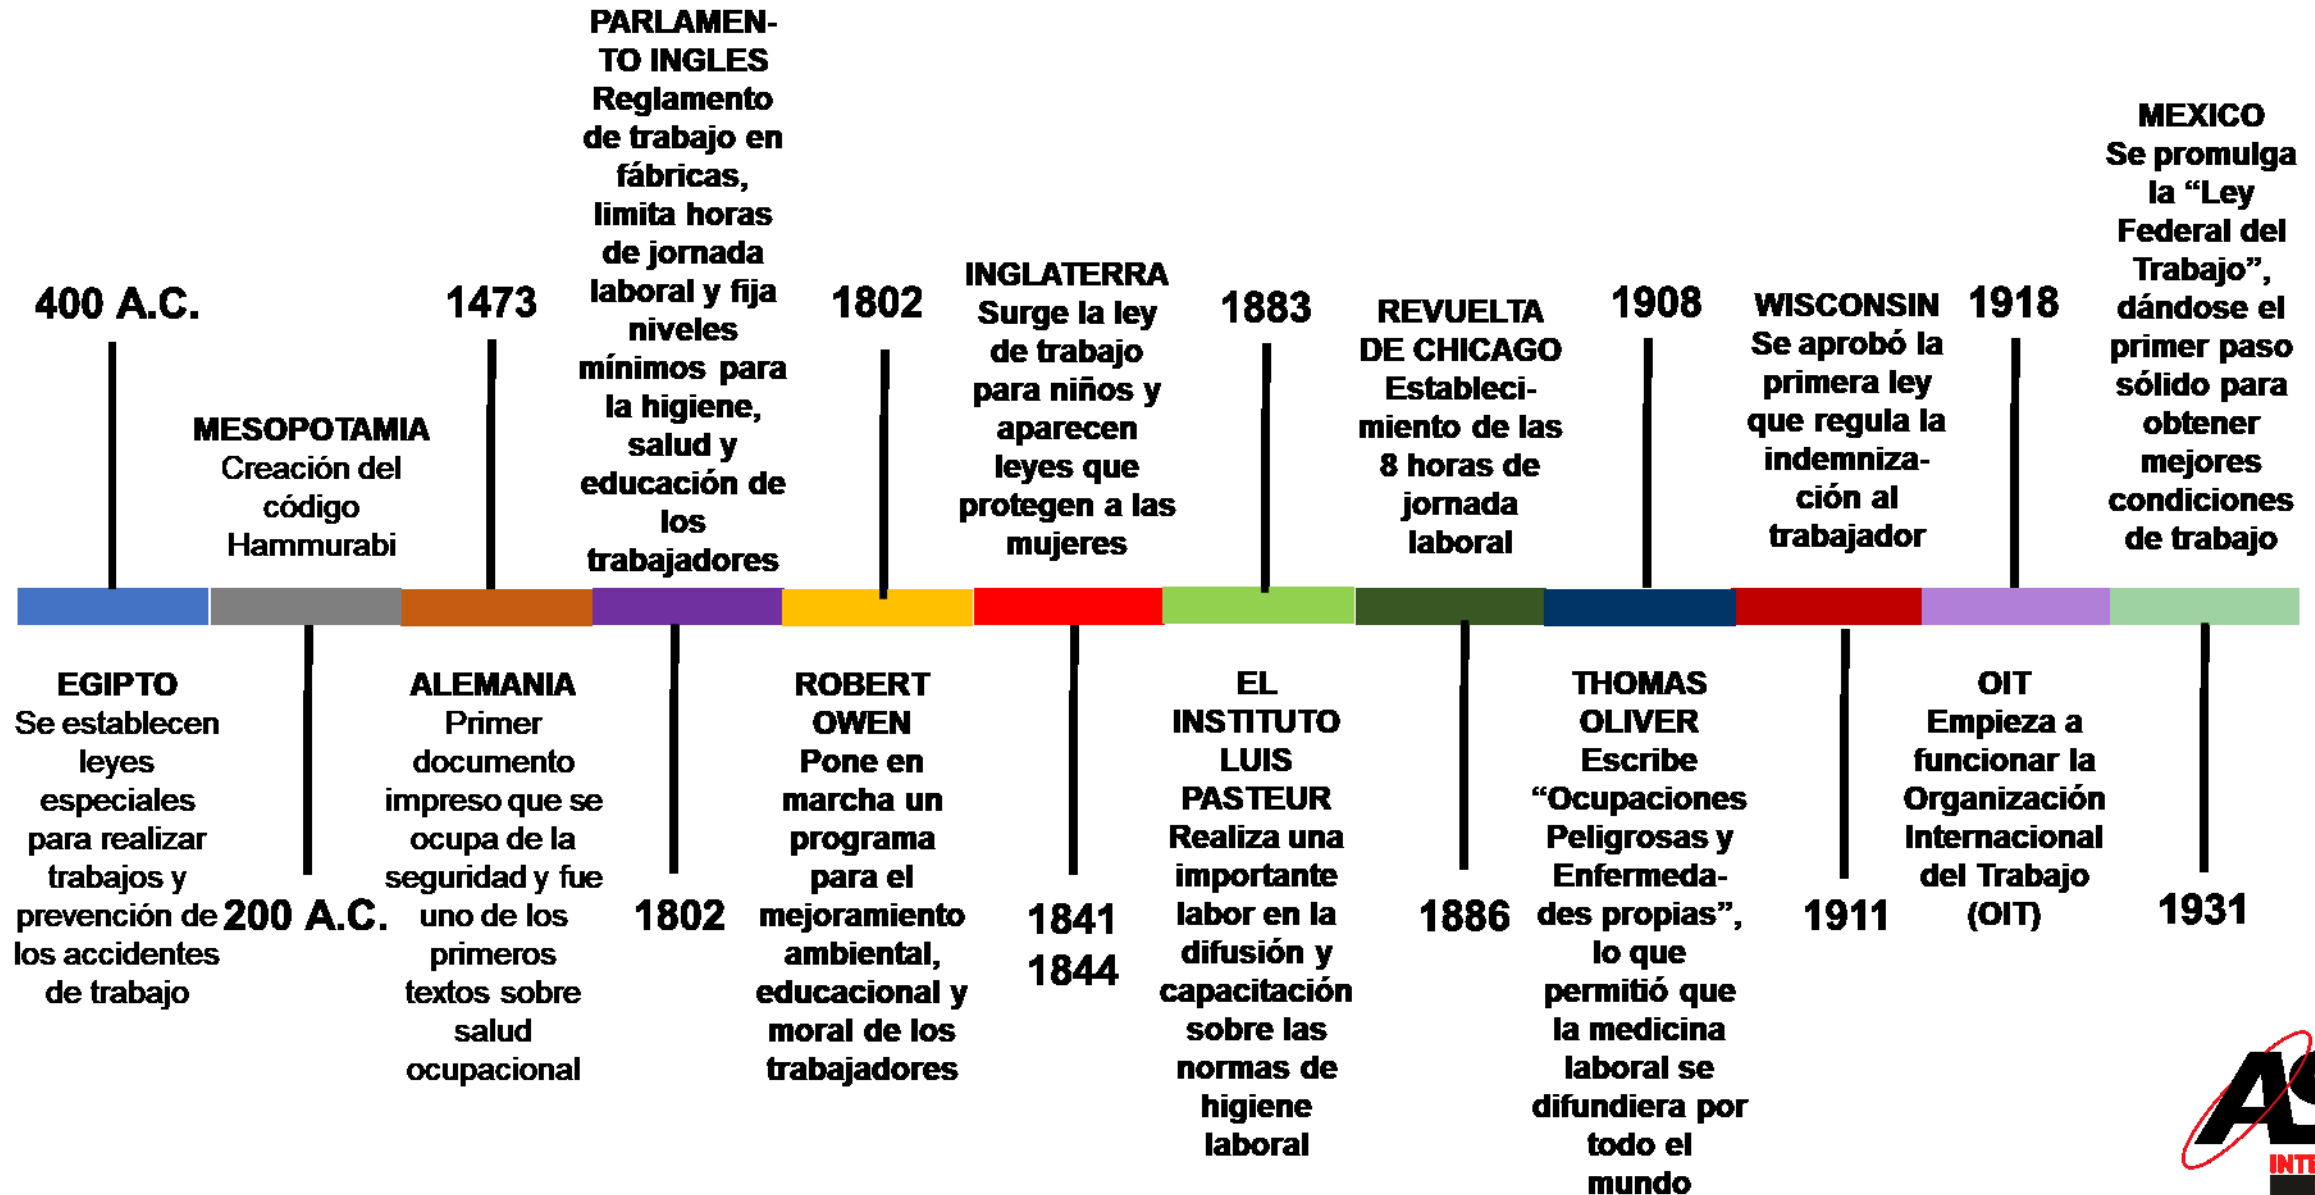 400 A.C.
EGIPTO
Se establecen
leyes
especiales
para realizar
trabajos y
prevención de
los accidentes
de trabajo
MESOPOTAMIA
Creación del
código
Hammurabi
200 A.C.
1473
ALEMANIA
Primer
documento
impreso que se
ocupa de la
seguridad y fue
uno de los
primeros
textos sobre
salud
ocupacional
PARLAMEN-
TO INGLES
Reglamento
de trabajo en
fábricas,
limita horas
de jornada
laboral y fija
niveles
mínimos para
la higiene,
salud y
educación de
los
trabajadores
1802
1802
ROBERT
OWEN
Pone en
marcha un
programa
para el
mejoramiento
ambiental,
educacional y
moral de los
trabajadores
INGLATERRA
Surge la ley
de trabajo
para niños y
aparecen
leyes que
protegen a las
mujeres
1841
1844
1883
EL
INSTITUTO
LUIS
PASTEUR
Realiza una
importante
labor en la
difusión y
capacitación
sobre las
normas de
higiene
laboral
REVUELTA
DE CHICAGO
Estableci-
miento de las
8 horas de
jornada
laboral
1886
1908
THOMAS
OLIVER
Escribe
“Ocupaciones
Peligrosas y
Enfermeda-
des propias”,
lo que
permitió que
la medicina
laboral se
difundiera por
todo el
mundo
WISCONSIN
Se aprobó la
primera ley
que regula la
indemniza-
ción al
trabajador
1911
1918
OIT
Empieza a
funcionar la
Organización
Internacional
del Trabajo
(OIT)
MEXICO
Se promulga
la “Ley
Federal del
Trabajo”,
dándose el
primer paso
sólido para
obtener
mejores
condiciones
de trabajo
1931